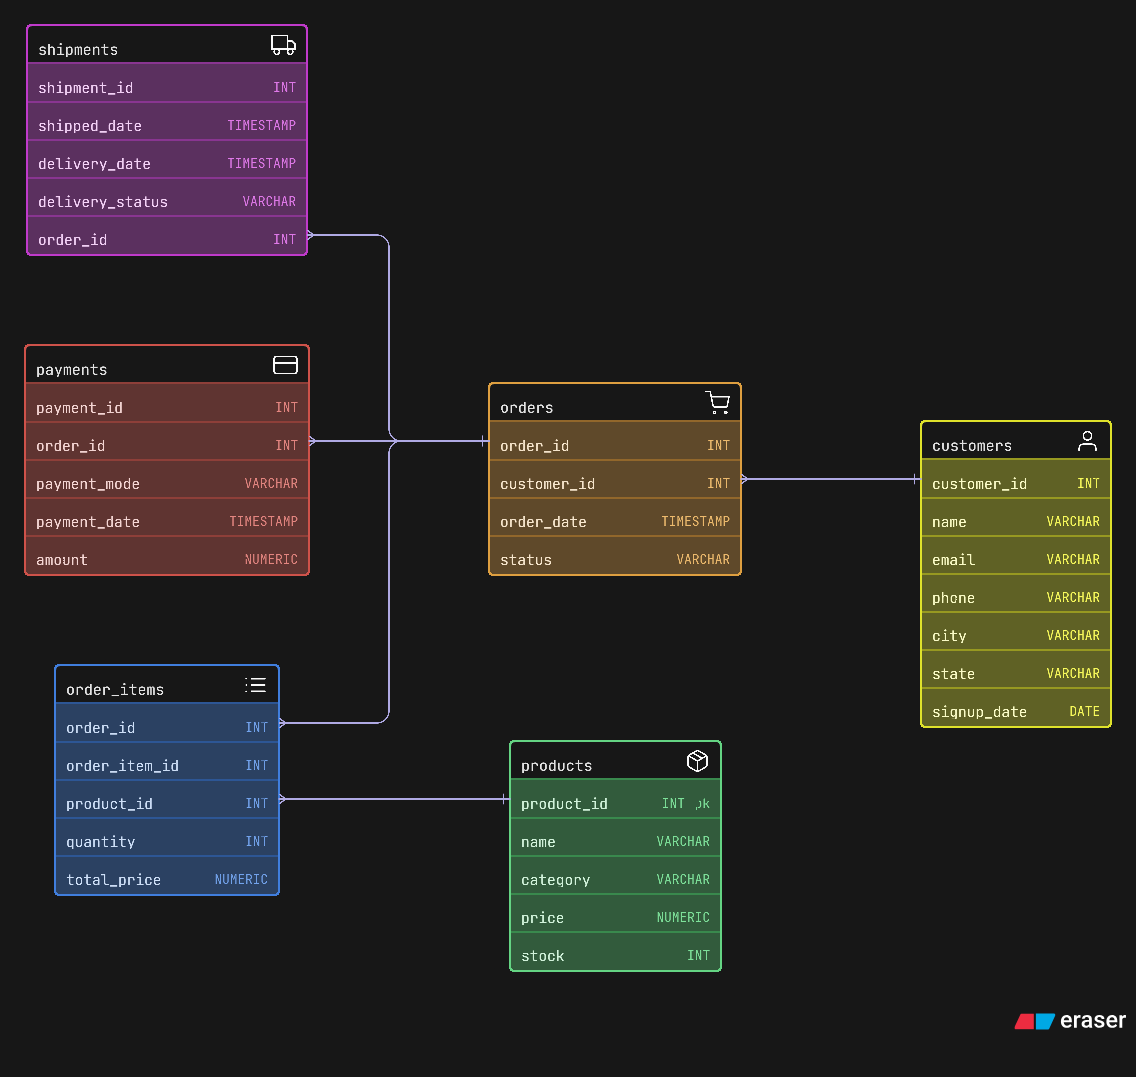 shipments
shipment_id INT
shipped_date TIMESTAMP
delivery_date TIMESTAMP
delivery_status VARCHAR
order_id INT
payments
payment_id INT
order_id INT
payment_mode VARCHAR
payment_date TIMESTAMP
amount NUMERIC
orders
order_id INT
customer_id INT
order_date TIMESTAMP
status VARCHAR
customers
customer_id INT
name VARCHAR
email VARCHAR
phone VARCHAR
city VARCHAR
state VARCHAR
signup_date DATE
order_items
order_id INT
order_item_id INT
product_id INT
quantity INT
total_price NUMERIC
products
product_id INT pk
name VARCHAR
category VARCHAR
price NUMERIC
stock INT
eraser